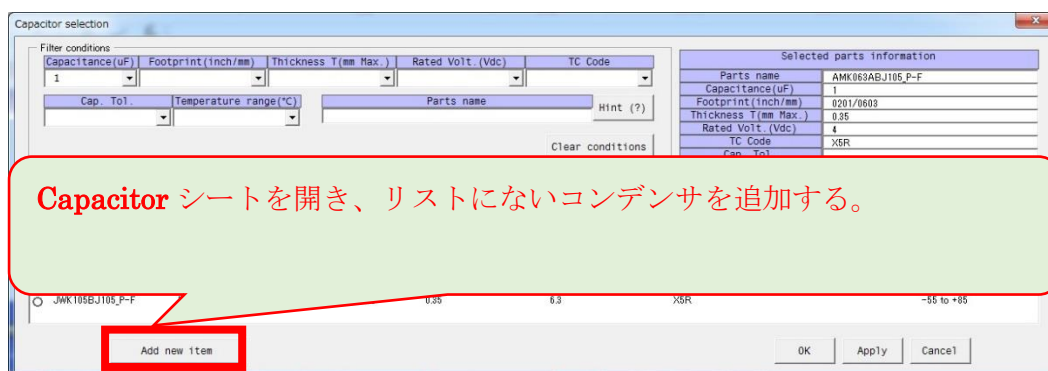 Capacitor selection
Filter conditions
Capacitance(uF) Footprint(inch/mm) Thickness T(mm Max.) Rated Volt.(Vdc) TC Code
1
Cap. Tol. Temperature range(℃) Parts name
Hint (?)
Clear conditions
Selected parts information
Parts name AMK063ABJ105_P-F
Capacitance(uF) 1
Footprint(inch/mm) 0201/0603
Thickness T(mm Max.) 0.35
Rated Volt.(Vdc) 4
TC Code X5R
Cap. Tol.
Capacitor シートを開き、リストにないコンデンサを追加する。
JWK105BJ105_P-F 0.35 6.3 X5R -55 to +85
Add new item OK Apply Cancel